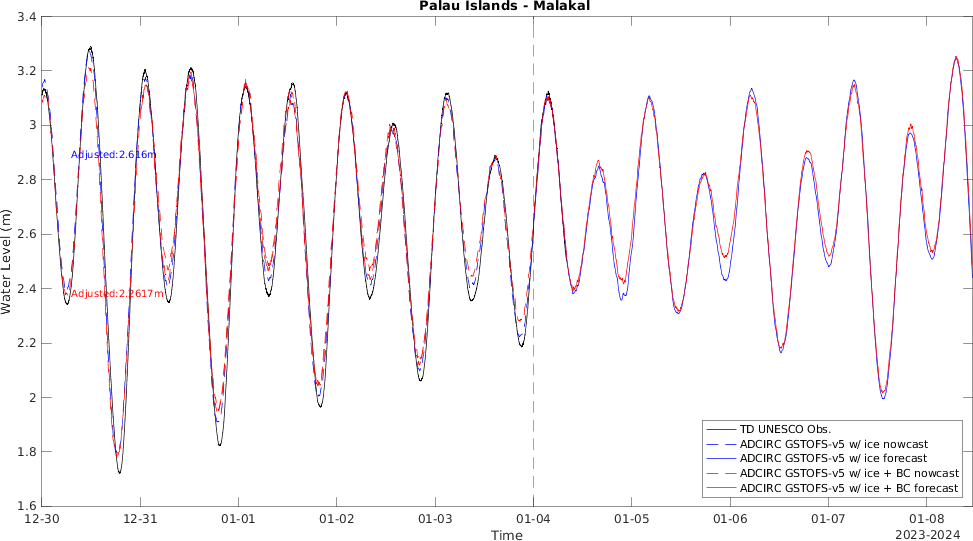 Palau Islands - Malakal
3.4
3.2
3
2.8
2.6
2.4
2.2
2
1.8
1.6
Water Level (m)
Adjusted:2.616m
Adjusted:2.2617m
TD UNESCO Obs.
ADCIRC GSTOFS-v5 w/ ice nowcast
ADCIRC GSTOFS-v5 w/ ice forecast
ADCIRC GSTOFS-v5 w/ ice + BC nowcast
ADCIRC GSTOFS-v5 w/ ice + BC forecast
12-30 12-31 01-01 01-02 01-03 01-04 01-05 01-06 01-07 01-08
Time
2023-2024